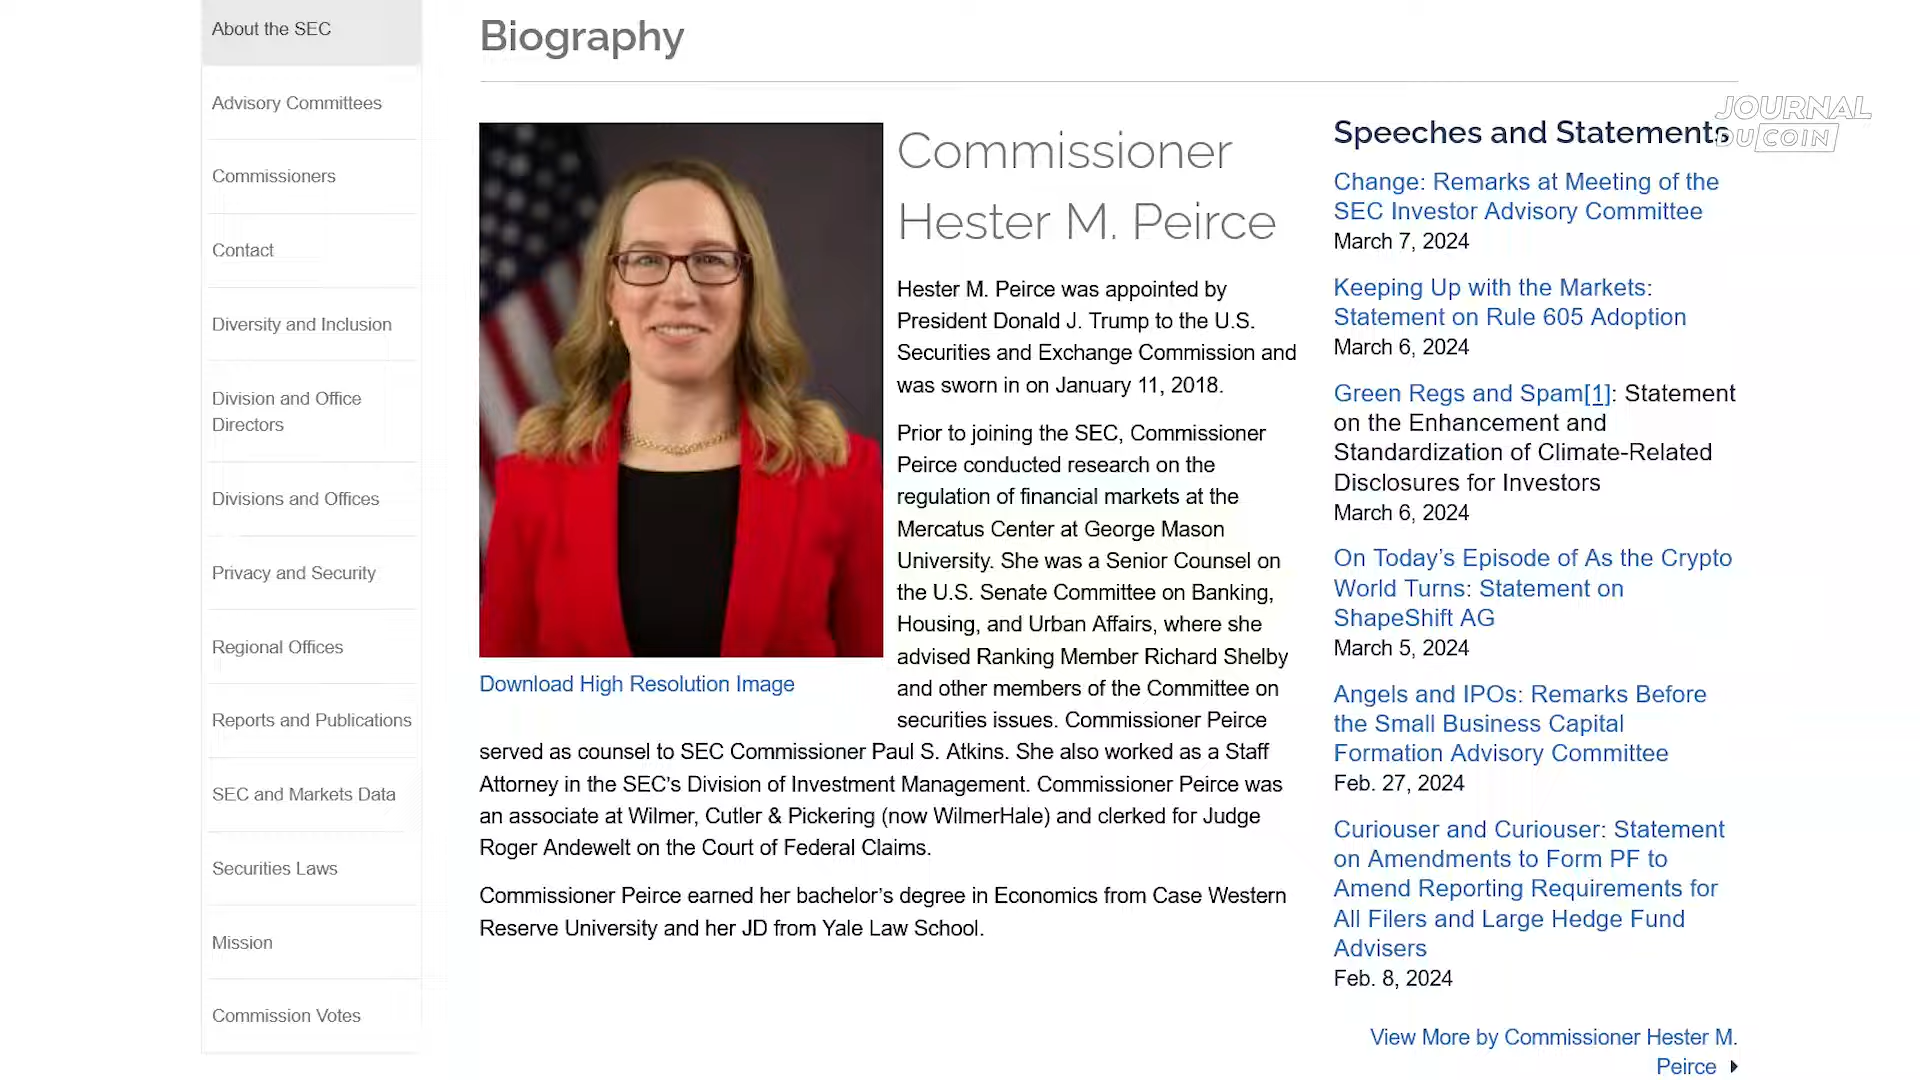 About the SEC
Advisory Committees
Commissioners
Contact
Diversity and Inclusion
Division and Office
Directors
Divisions and Offices
Privacy and Security
Regional Offices
Reports and Publications
SEC and Markets Data
Securities Laws
Mission
Commission Votes
Biography
Commissioner
Hester M. Peirce
Hester M. Peirce was appointed by
President Donald J. Trump to the U.S.
Securities and Exchange Commission and
was sworn in on January 11, 2018.
Prior to joining the SEC, Commissioner
Peirce conducted research on the
regulation of financial markets at the
Mercatus Center at George Mason
University. She was a Senior Counsel on
the U.S. Senate Committee on Banking,
Housing, and Urban Affairs, where she
advised Ranking Member Richard Shelby
and other members of the Committee on
securities issues. Commissioner Peirce
served as counsel to SEC Commissioner Paul S. Atkins. She also worked as a Staff
Attorney in the SEC's Division of Investment Management. Commissioner Peirce was
an associate at Wilmer, Cutler & Pickering (now WilmerHale) and clerked for Judge
Roger Andewelt on the Court of Federal Claims.
Commissioner Peirce earned her bachelor's degree in Economics from Case Western
Reserve University and her JD from Yale Law School.
Download High Resolution Image
JOURNAL
DU COIN
Speeches and Statements
Change: Remarks at Meeting of the
SEC Investor Advisory Committee
March 7, 2024
Keeping Up with the Markets:
Statement on Rule 605 Adoption
March 6, 2024
Green Regs and Spam[1]: Statement
on the Enhancement and
Standardization of Climate-Related
Disclosures for Investors
March 6, 2024
On Today's Episode of As the Crypto
World Turns: Statement on
ShapeShift AG
March 5, 2024
Angels and IPOs: Remarks Before
the Small Business Capital
Formation Advisory Committee
Feb. 27, 2024
Curiouser and Curiouser: Statement
on Amendments to Form PF to
Amend Reporting Requirements for
All Filers and Large Hedge Fund
Advisers
Feb. 8, 2024
View More by Commissioner Hester M.
Peirce